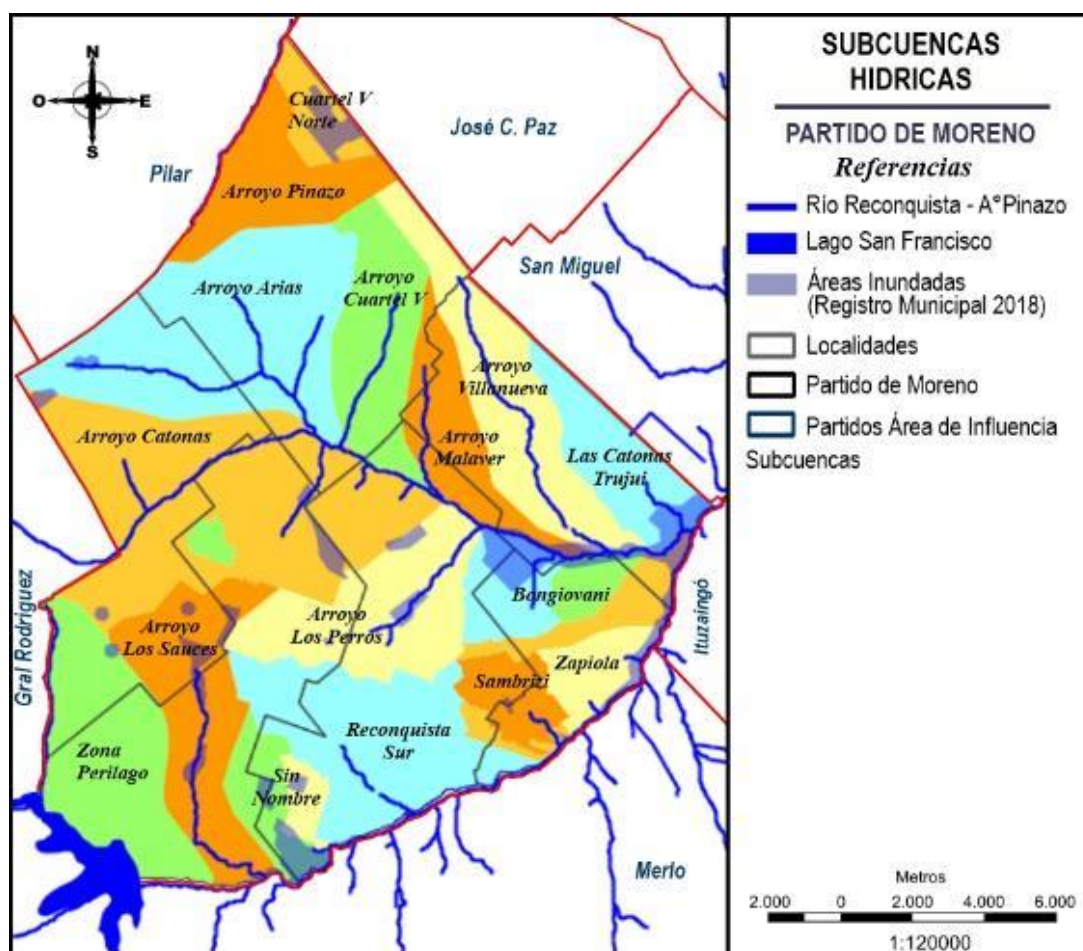 N
O
E
S
Cuartel V
Norte
José C. Paz
Pilar
Arroyo Pinazo
San Miguel
Arroyo Arias
Arroyo
Cuartel V
Arroyo
Villanueva
Arroyo Catonas
Arroyo
Malaver
Las Catonas
Trujui
Gral Rodriguez
Arroyo
Los Sauces
Arroyo
Los Perros
Bongiovani
Ituzaingó
Zapiola
Sambrizi
Reconquista
Sur
Zona
Perilago
Sin
Nombre
Merlo
SUBCUENCAS
HIDRICAS
PARTIDO DE MORENO
Referencias
Río Reconquista - A°Pinazo
Lago San Francisco
Áreas Inundadas
(Registro Municipal 2018)
Localidades
Partido de Moreno
Partidos Área de Influencia
Subcuencas
Metros
2.000 0 2.000 4.000 6.000
1:120000